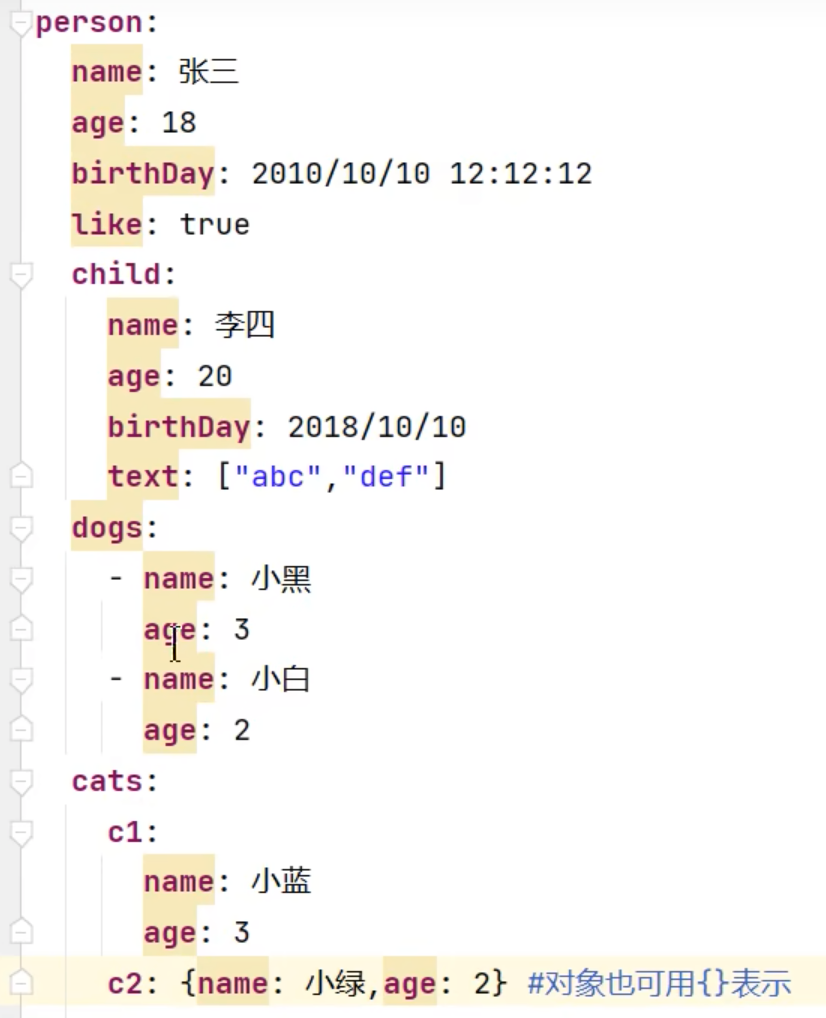 person:
  name: 张三
  age: 18
  birthDay: 2010/10/10 12:12:12
  like: true
  child:
    name: 李四
    age: 20
    birthDay: 2018/10/10
    text: ["abc","def"]
  dogs:
    - name: 小黑
      age: 3
    - name: 小白
      age: 2
  cats:
    c1:
      name: 小蓝
      age: 3
    c2: {name: 小绿,age: 2} #对象也可用{}表示